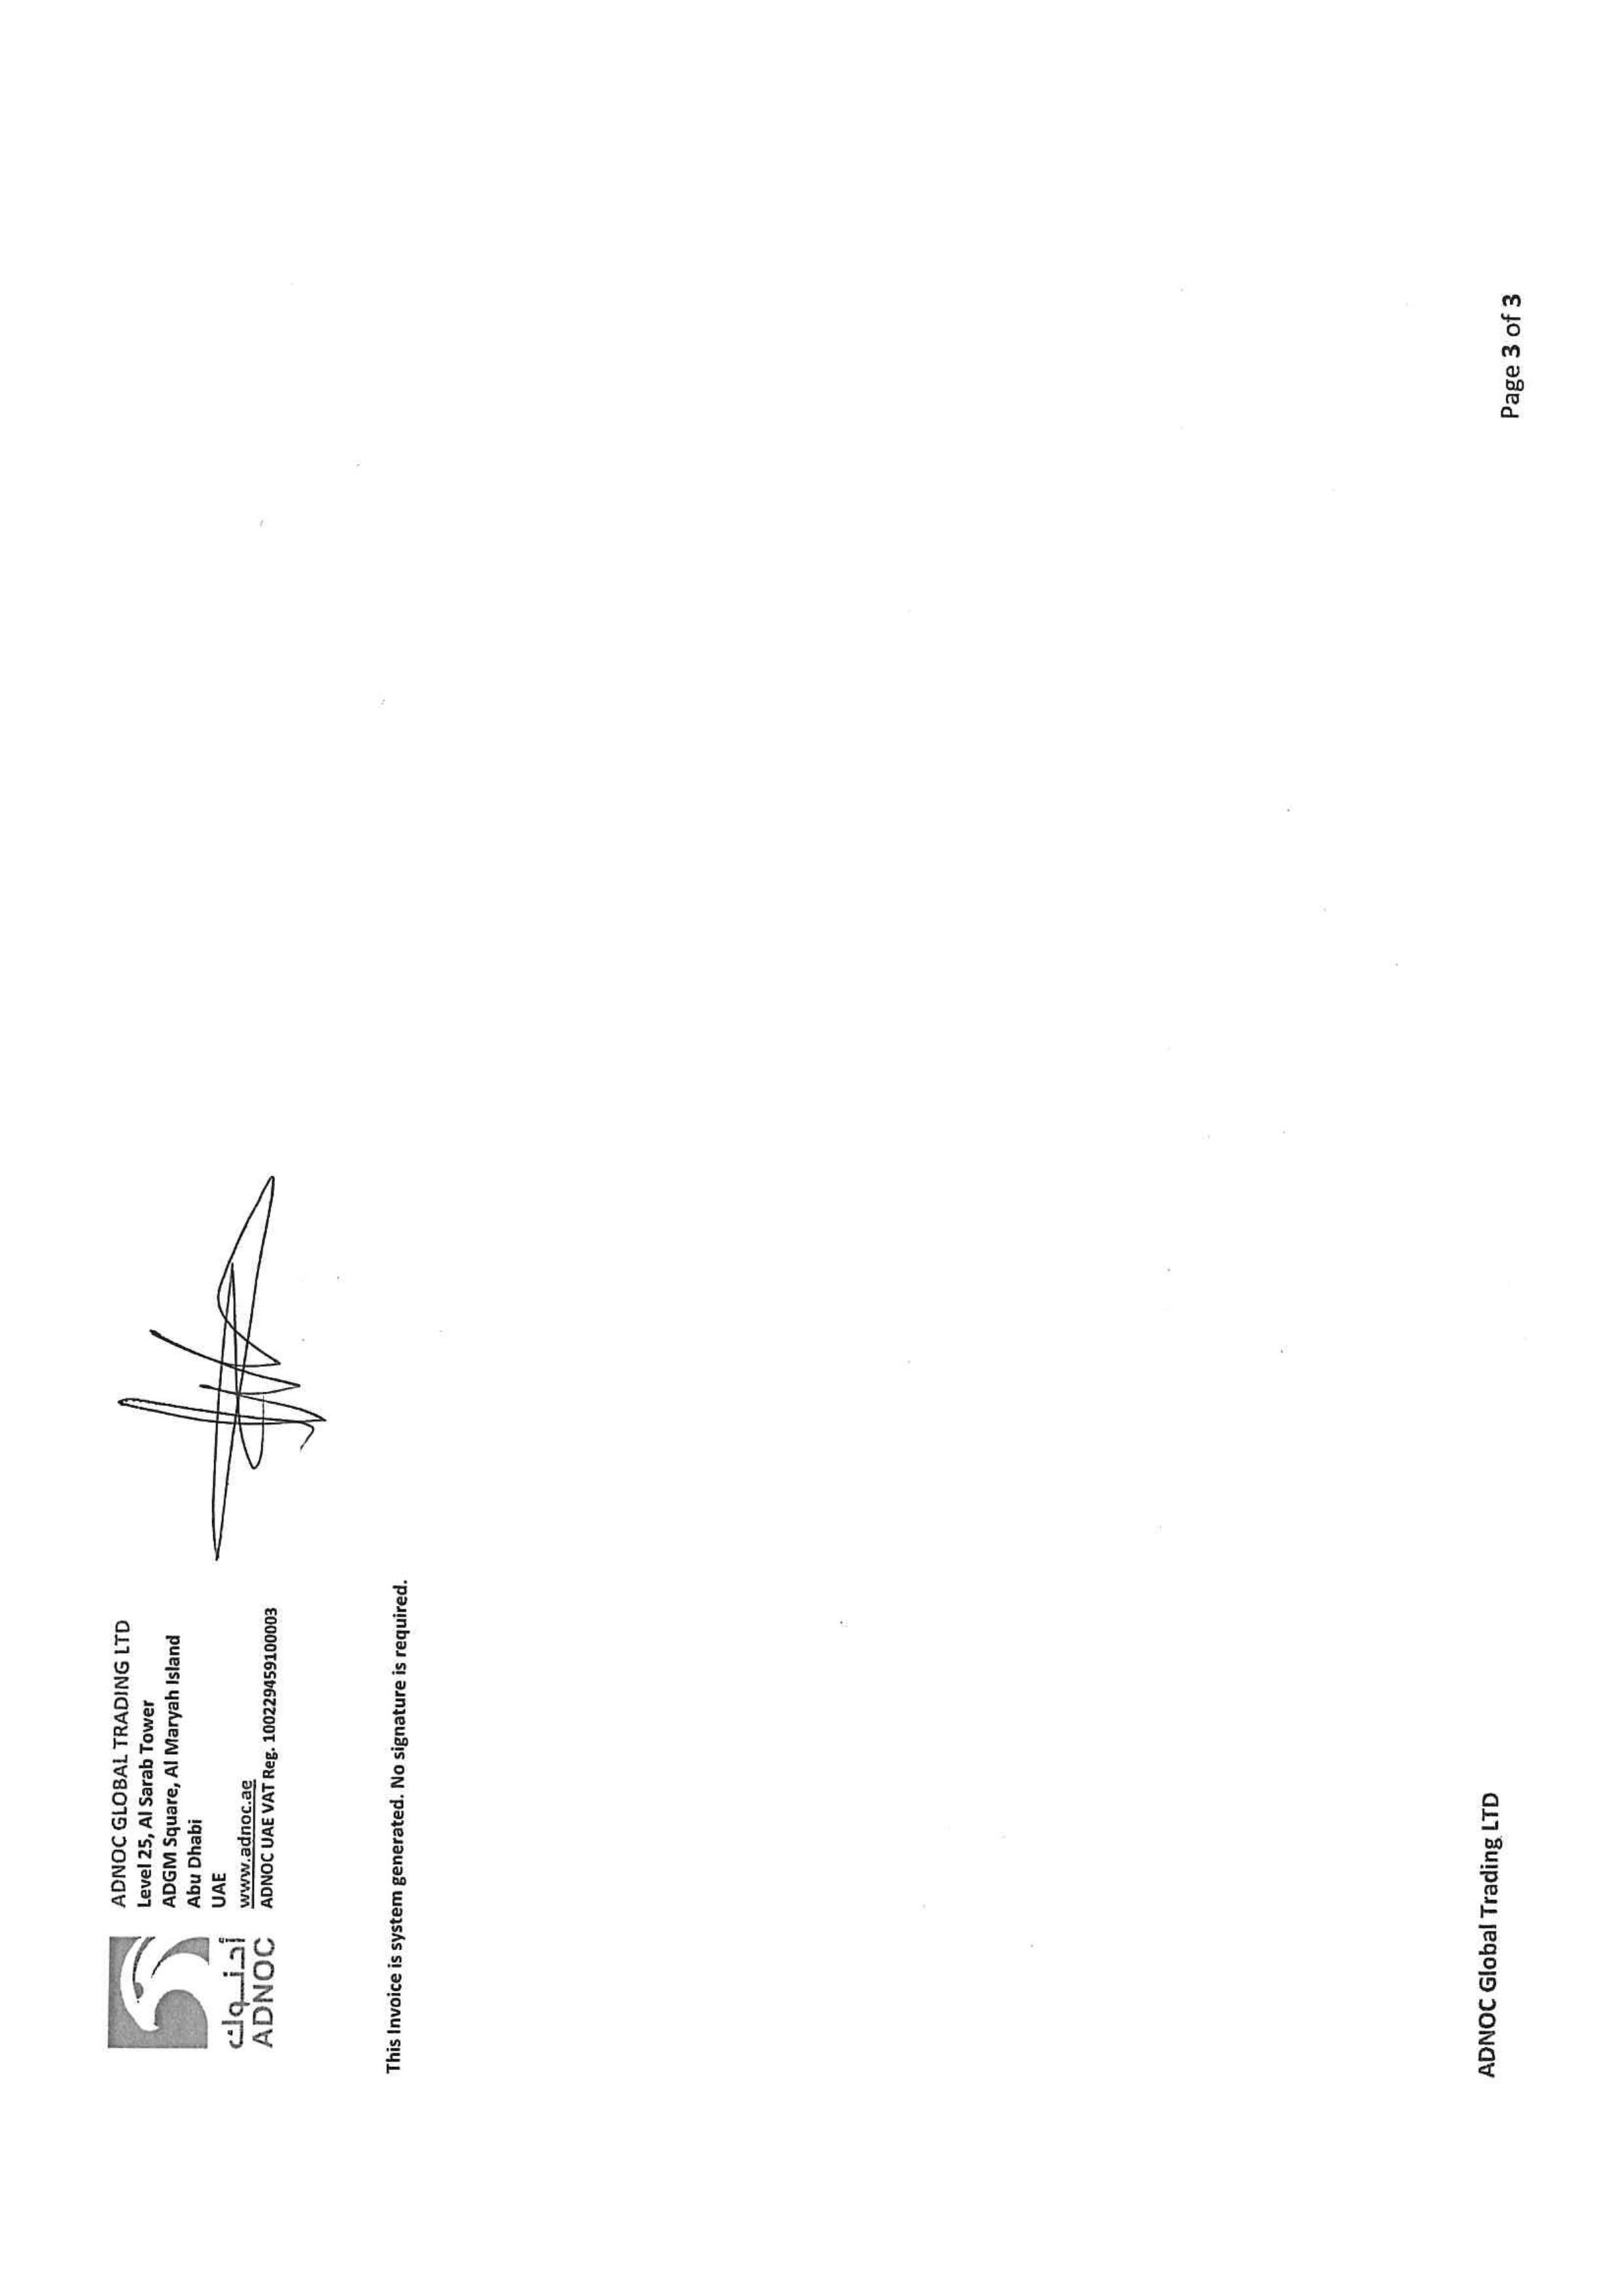 ADNOC GLOBAL TRADING LTD
Level 25, Al Sarab Tower
ADGM Square, Al Maryah Island
Abu Dhabi
UAE
www.adnoc.ae
ADNOC UAE VAT Reg. 100229459100003
أدنوك
ADNOC
This Invoice is system generated. No signature is required.
ADNOC Global Trading LTD
Page 3 of 3